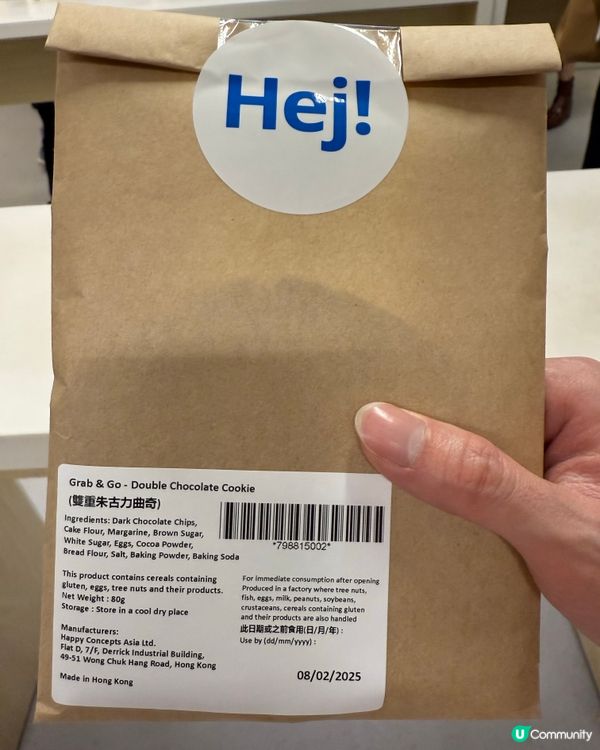 Hej!
Grab & Go - Double Chocolate Cookie
(雙重朱古力曲奇)
Ingredients: Dark Chocolate Chips,
Cake Flour, Margarine, Brown Sugar,
White Sugar, Eggs, Cocoa Powder,
Bread Flour, Salt, Baking Powder, Baking Soda
*798815002*
This product contains cereals containing
gluten, eggs, tree nuts and their products.
Net Weight : 80g
Storage : Store in a cool dry place
Manufacturers:
Happy Concepts Asia Ltd.
Flat D, 7/F, Derrick Industrial Building,
49-51 Wong Chuk Hang Road, Hong Kong
Made in Hong Kong
For immediate consumption after opening
Produced in a factory where tree nuts,
fish, eggs, milk, peanuts, soybeans,
crustaceans, cereals containing gluten
and their products are also handled
此日期或之前食用(日/月/年) :
Use by (dd/mm/yyyy) :
08/02/2025
U Community